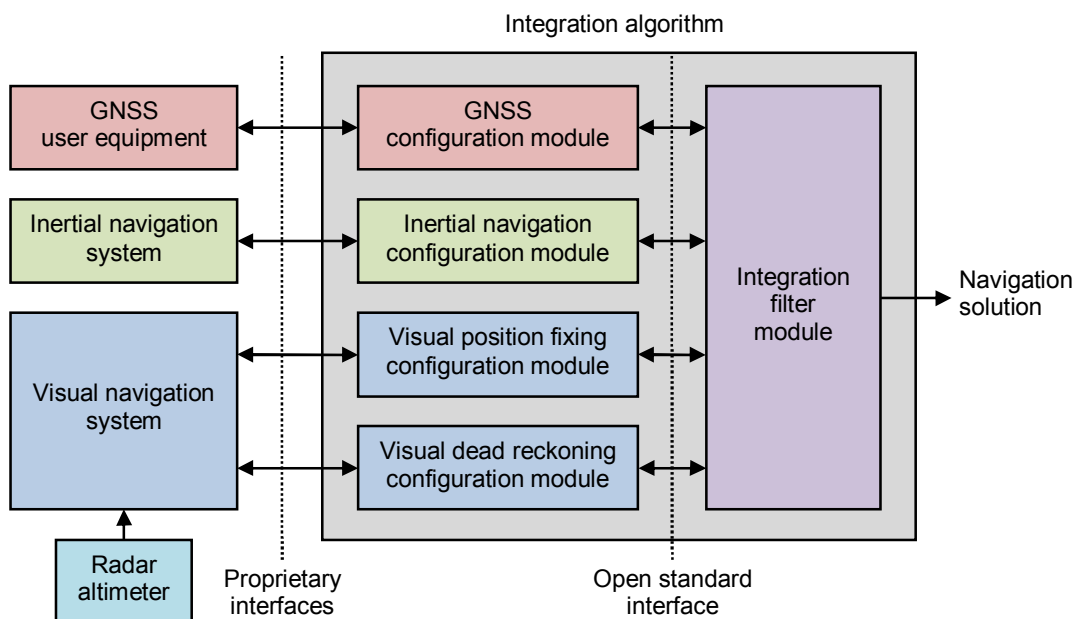 Integration algorithm
GNSS
user equipment
GNSS
configuration module
Inertial navigation
system
Inertial navigation
configuration module
Integration
filter
module
Navigation
solution
Visual navigation
system
Visual position fixing
configuration module
Visual dead reckoning
configuration module
Radar
altimeter
Proprietary
interfaces
Open standard
interface